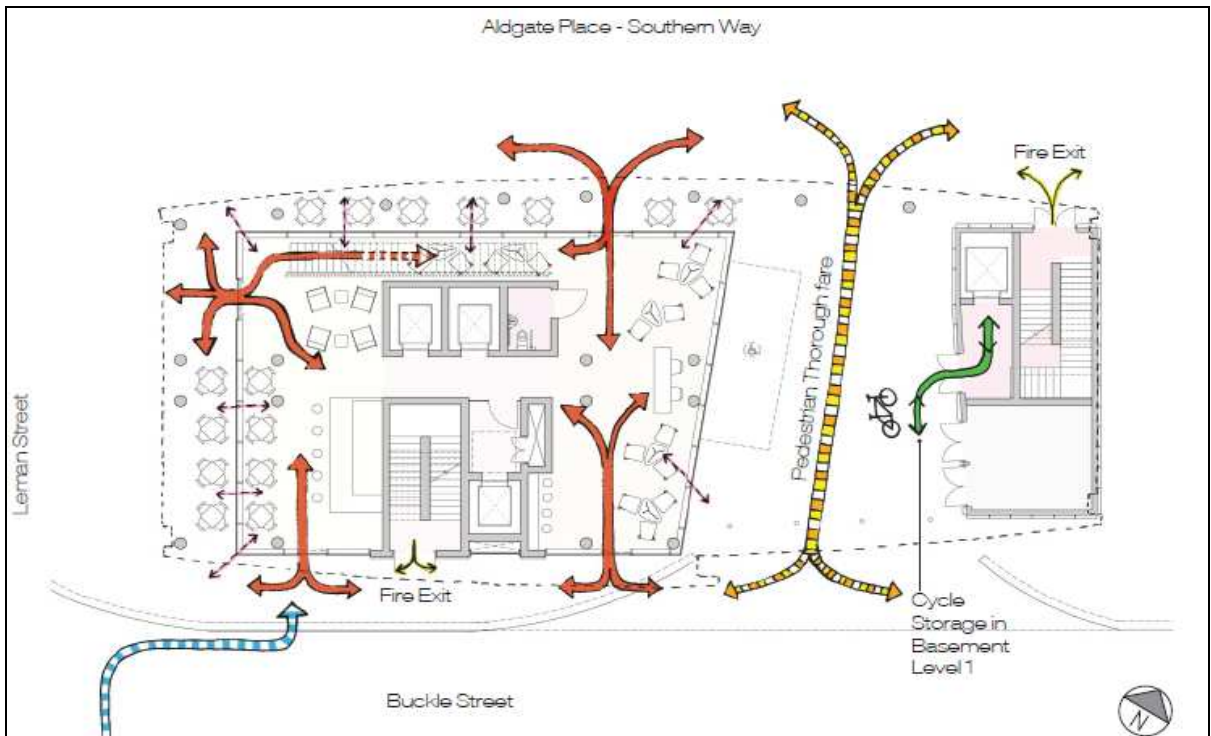 Aldgate Place - Southern Way
Fire Exit
Pedestrian Thorough fare
Leman Street
Fire Exit
Cycle
Storage in
Basement
Level 1
Buckle Street
N